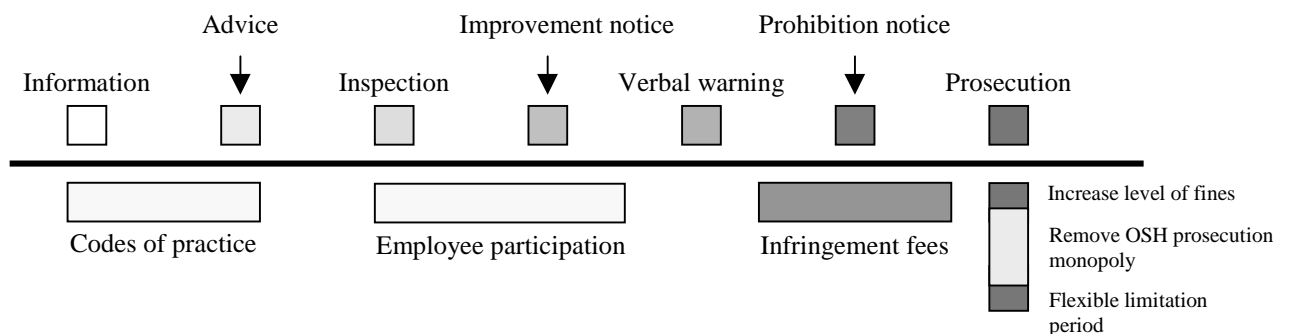 Advice
Improvement notice
Prohibition notice
Information
Inspection
Verbal warning
Prosecution
Increase level of fines
Codes of practice
Employee participation
Infringement fees
Remove OSH prosecution
monopoly
Flexible limitation
period